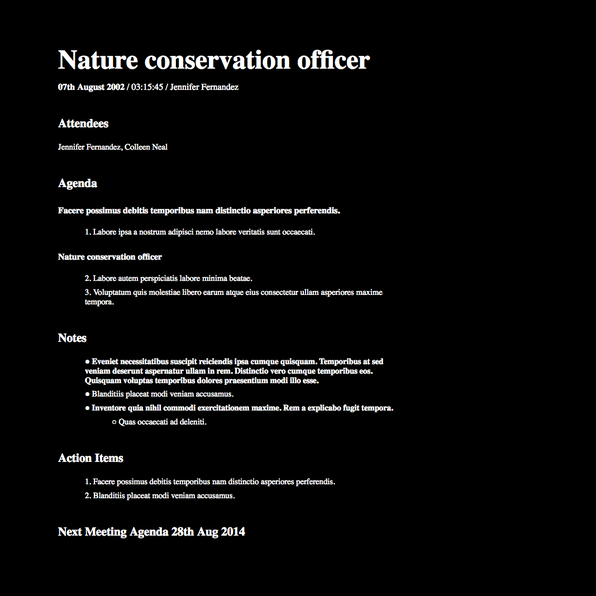 Nature conservation officer
07th August 2002 / 03:15:45 / Jennifer Fernandez
Attendees
Jennifer Fernandez, Colleen Neal
Agenda
Facere possimus debitis temporibus nam distinctio asperiores perferendis.
1. Labore ipsa a nostrum adipisci nemo labore veritatis sunt occaecati.
Nature conservation officer
2. Labore autem perspiciatis labore minima beatae.
3. Voluptatum quis molestiae libero earum atque eius consectetur ullam asperiores maxime
tempora.
Notes
● Eveniet necessitatibus suscipit reiciendis ipsa cumque quisquam. Temporibus at sed
veniam deserunt aspernatur ullam in rem. Distinctio vero cumque temporibus eos.
Quisquam voluptas temporibus dolores praesentium modi illo esse.
● Blanditiis placeat modi veniam accusamus.
● Inventore quia nihil commodi exercitationem maxime. Rem a explicabo fugit tempora.
○ Quas occaecati ad deleniti.
Action Items
1. Facere possimus debitis temporibus nam distinctio asperiores perferendis.
2. Blanditiis placeat modi veniam accusamus.
Next Meeting Agenda 28th Aug 2014